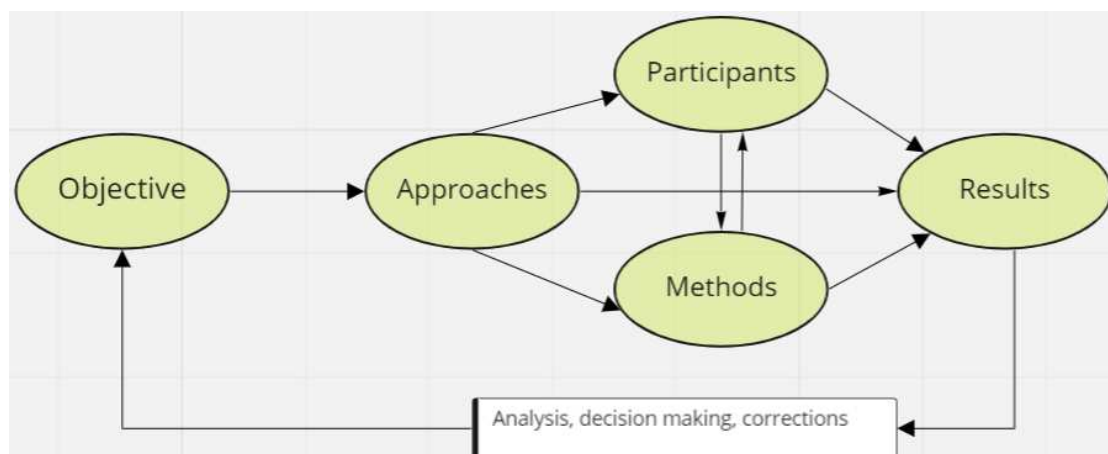 Participants
Objective
Approaches
Results
Methods
Analysis, decision making, corrections